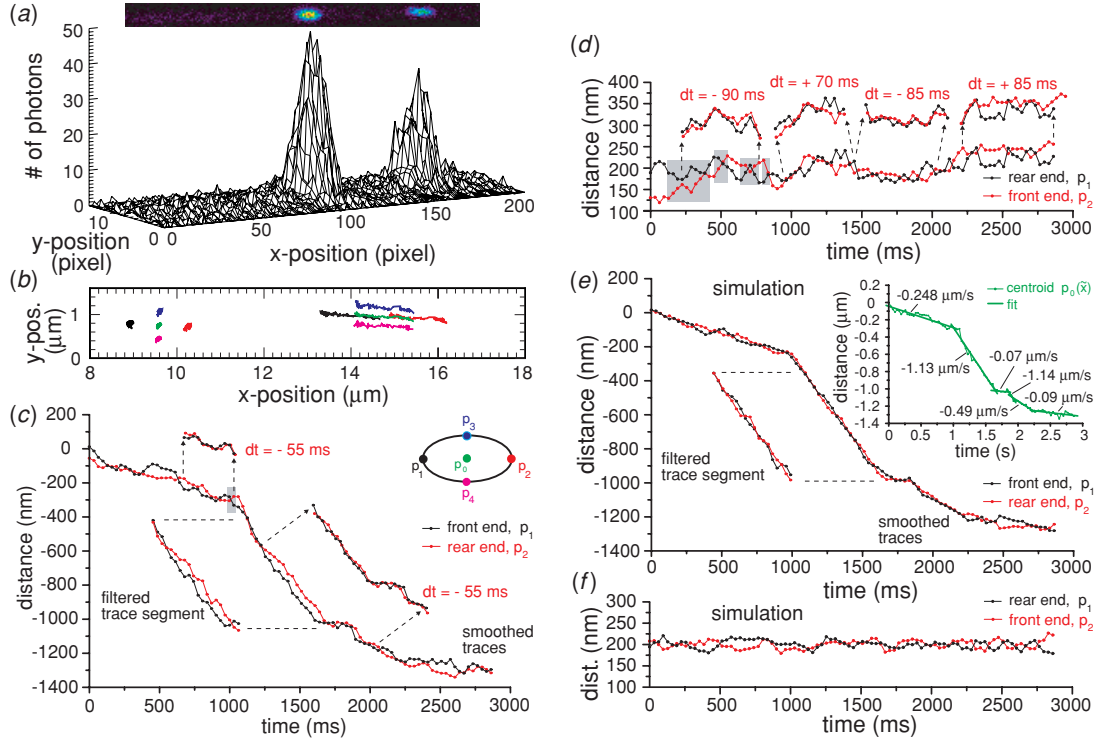 (a)
50
40
30
20
10
0
# of photons
10
0
y-position
(pixel)
0
50
100
150
200
x-position (pixel)
(b)
1
0
y-pos.
(μm)
8
10
12
14
16
18
x-position (μm)
(c)
200
0
-200
-400
-600
-800
-1000
-1200
-1400
distance (nm)
dt = - 55 ms
p3
p1
p0
p2
p4
front end, p1
rear end, p2
filtered
trace segment
dt = - 55 ms
smoothed
traces
0
500
1000
1500
2000
2500
3000
time (ms)
(d)
400
350
300
250
200
150
100
distance
(nm)
dt = - 90 ms
dt = + 70 ms
dt = - 85 ms
dt = + 85 ms
rear end, p1
front end, p2
0
500
1000
1500
2000
2500
3000
time (ms)
(e)
200
0
-200
-400
-600
-800
-1000
-1200
-1400
distance (nm)
simulation
0
-0.2
-0.4
-0.6
-0.8
-1.0
-1.2
-1.4
distance (μm)
centroid p0(x̃)
fit
-0.248 μm/s
-1.13 μm/s
-0.07 μm/s
-1.14 μm/s
-0.09 μm/s
-0.49 μm/s
0
0.5
1
1.5
2
2.5
3
time (s)
filtered
trace segment
front end, p1
rear end, p2
smoothed
traces
0
500
1000
1500
2000
2500
3000
time (ms)
(f)
300
250
200
150
100
dist. (nm)
simulation
rear end, p1
front end, p2
0
500
1000
1500
2000
2500
3000
time (ms)